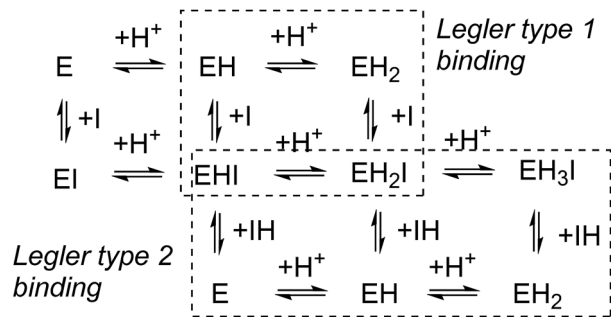 +H⁺ +H⁺ Legler type 1
E EH EH₂ binding
+I +I +I
+H⁺ +H⁺ +H⁺
EI EHI EH₂I EH₃I
Legler type 2 +IH +IH +IH
binding +H⁺ +H⁺
E EH EH₂